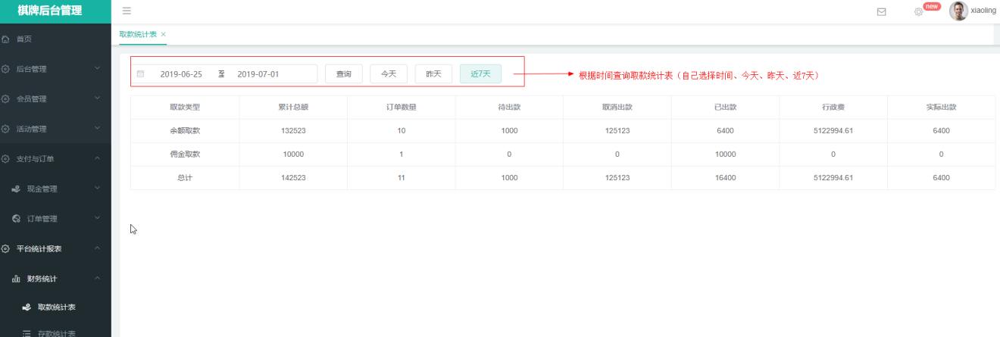 棋牌后台管理
new
xiaoling
首页
取款统计表 ×
后台管理
2019-06-25 至 2019-07-01 查询 今天 昨天 近7天
根据时间查询取款统计表（自己选择时间、今天、昨天、近7天）
会员管理
取款类型 累计总额 订单数量 待出款 取消出款 已出款 行政费 实际出款
活动管理
余额取款 132523 10 1000 125123 6400 5122994.61 6400
支付与订单
佣金取款 10000 1 0 0 10000 0 0
总计 142523 11 1000 125123 16400 5122994.61 6400
现金管理
订单管理
平台统计报表
财务统计
取款统计表
存款统计表